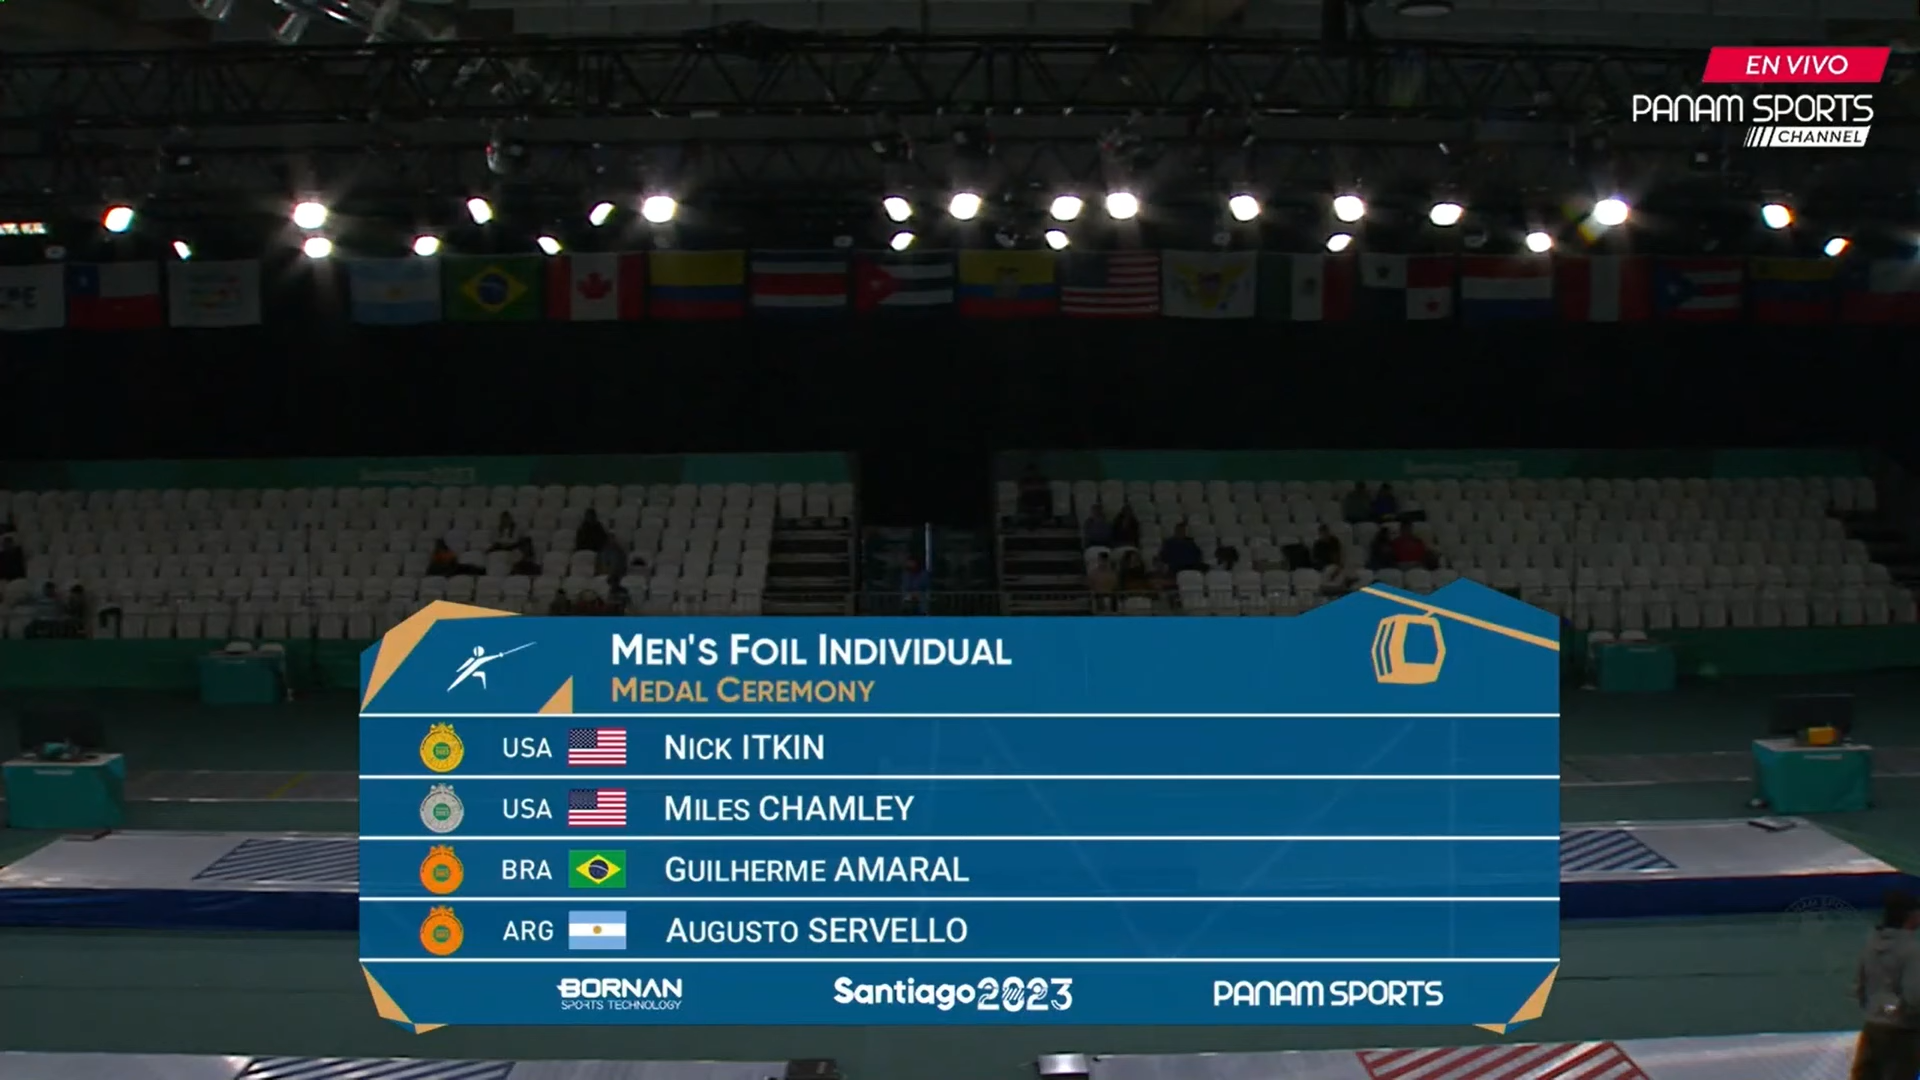 EN VIVO
PANAM SPORTS
CHANNEL
MEN'S FOIL INDIVIDUAL
MEDAL CEREMONY
USA NICK ITKIN
USA MILES CHAMLEY
BRA GUILHERME AMARAL
ARG AUGUSTO SERVELLO
BORNAN
SPORTS TECHNOLOGY
Santiago2023
PANAM SPORTS